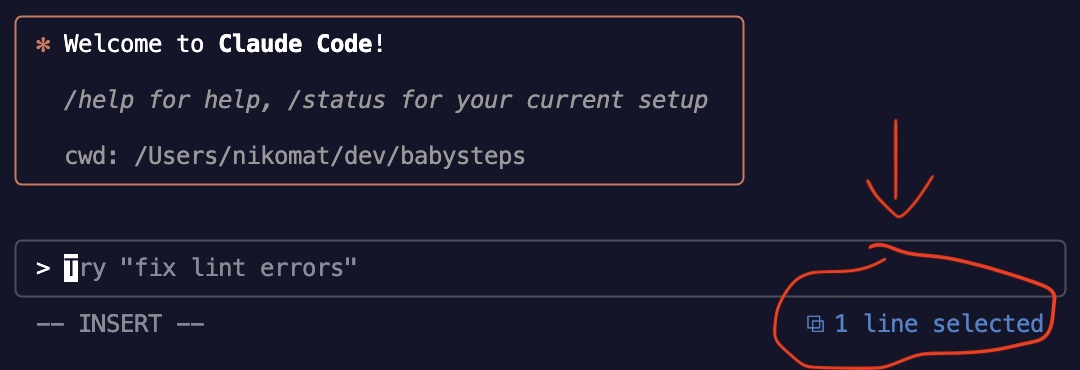 ✻ Welcome to Claude Code!
/help for help, /status for your current setup
cwd: /Users/nikomat/dev/babysteps
> Try "fix lint errors"
-- INSERT --
⧉ 1 line selected